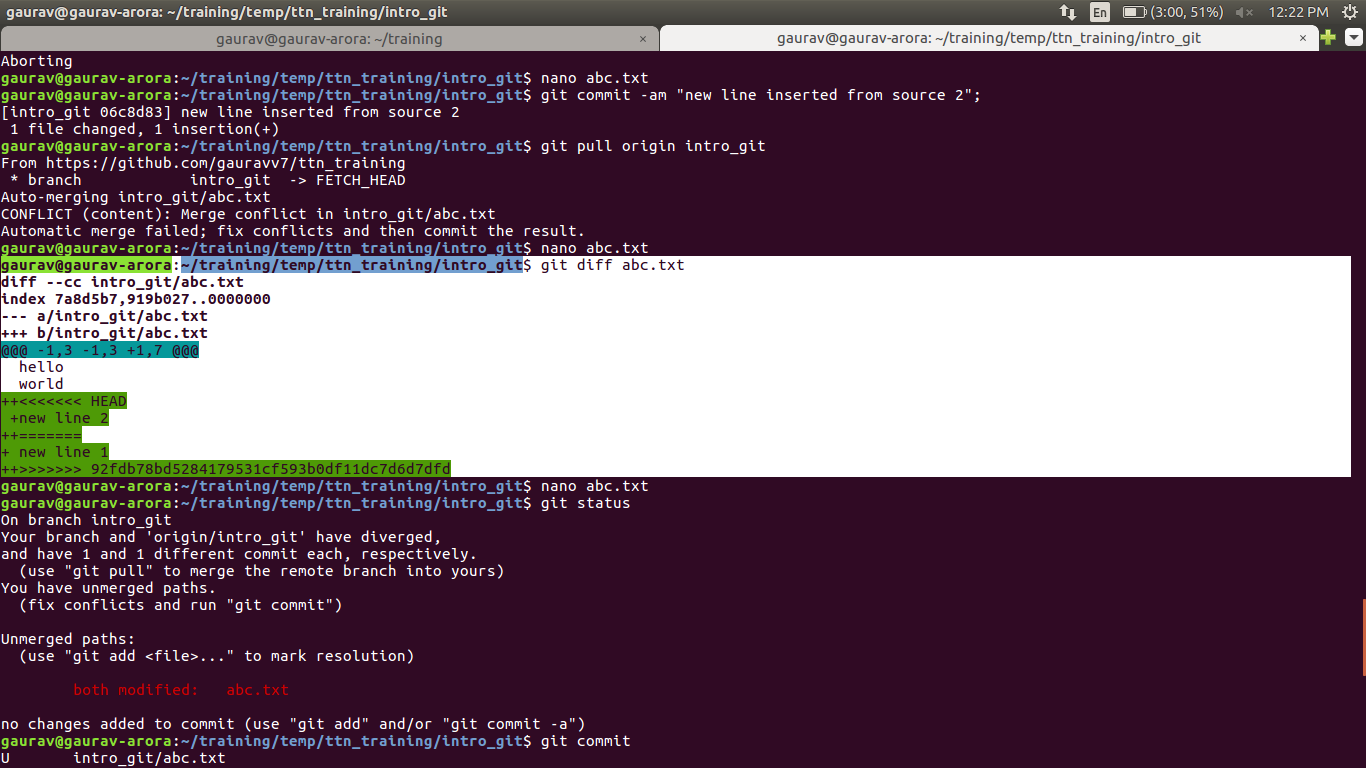 gaurav@gaurav-arora: ~/training/temp/ttn_training/intro_git
En (3:00, 51%) 12:22 PM
gaurav@gaurav-arora: ~/training × gaurav@gaurav-arora: ~/training/temp/ttn_training/intro_git ×
Aborting
gaurav@gaurav-arora:~/training/temp/ttn_training/intro_git$ nano abc.txt
gaurav@gaurav-arora:~/training/temp/ttn_training/intro_git$ git commit -am "new line inserted from source 2";
[intro_git 06c8d83] new line inserted from source 2
 1 file changed, 1 insertion(+)
gaurav@gaurav-arora:~/training/temp/ttn_training/intro_git$ git pull origin intro_git
From https://github.com/gauravv7/ttn_training
 * branch            intro_git  -> FETCH_HEAD
Auto-merging intro_git/abc.txt
CONFLICT (content): Merge conflict in intro_git/abc.txt
Automatic merge failed; fix conflicts and then commit the result.
gaurav@gaurav-arora:~/training/temp/ttn_training/intro_git$ nano abc.txt
gaurav@gaurav-arora:~/training/temp/ttn_training/intro_git$ git diff abc.txt
diff --cc intro_git/abc.txt
index 7a8d5b7,919b027..0000000
--- a/intro_git/abc.txt
+++ b/intro_git/abc.txt
@@@ -1,3 -1,3 +1,7 @@@
  hello
  world
++<<<<<<< HEAD
 +new line 2
++=======
+ new line 1
++>>>>>>> 92fdb78bd5284179531cf593b0df11dc7d6d7dfd
gaurav@gaurav-arora:~/training/temp/ttn_training/intro_git$ nano abc.txt
gaurav@gaurav-arora:~/training/temp/ttn_training/intro_git$ git status
On branch intro_git
Your branch and 'origin/intro_git' have diverged,
and have 1 and 1 different commit each, respectively.
  (use "git pull" to merge the remote branch into yours)
You have unmerged paths.
  (fix conflicts and run "git commit")
Unmerged paths:
  (use "git add <file>..." to mark resolution)
        both modified:   abc.txt
no changes added to commit (use "git add" and/or "git commit -a")
gaurav@gaurav-arora:~/training/temp/ttn_training/intro_git$ git commit
U       intro_git/abc.txt